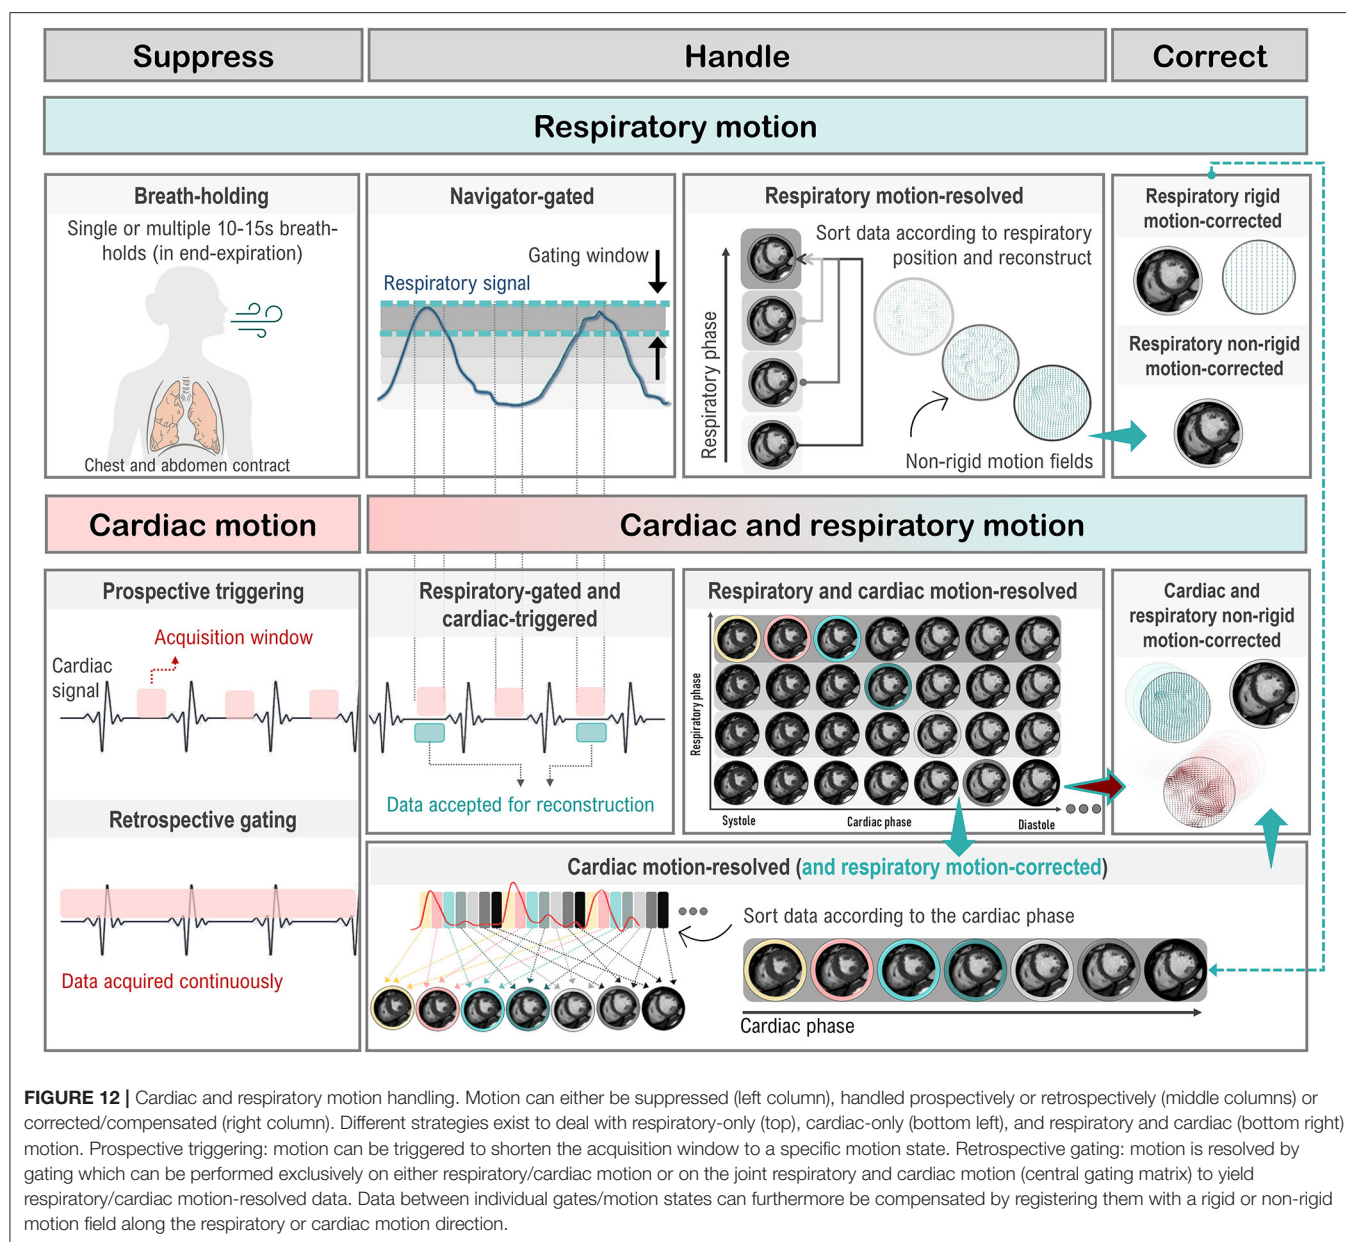 Suppress
Handle
Correct
Respiratory motion
Breath-holding
Single or multiple 10-15s breath-
holds (in end-expiration)
Chest and abdomen contract
Navigator-gated
Gating window
Respiratory signal
Respiratory motion-resolved
Sort data according to respiratory
position and reconstruct
Respiratory phase
Non-rigid motion fields
Respiratory rigid
motion-corrected
Respiratory non-rigid
motion-corrected
Cardiac motion
Cardiac and respiratory motion
Prospective triggering
Acquisition window
Cardiac
signal
Retrospective gating
Data acquired continuously
Respiratory-gated and
cardiac-triggered
Data accepted for reconstruction
Respiratory and cardiac motion-resolved
Respiratory phase
Systole
Cardiac phase
Diastole
Cardiac and
respiratory non-rigid
motion-corrected
Cardiac motion-resolved (and respiratory motion-corrected)
Sort data according to the cardiac phase
Cardiac phase
FIGURE 12 | Cardiac and respiratory motion handling. Motion can either be suppressed (left column), handled prospectively or retrospectively (middle columns) or
corrected/compensated (right column). Different strategies exist to deal with respiratory-only (top), cardiac-only (bottom left), and respiratory and cardiac (bottom right)
motion. Prospective triggering: motion can be triggered to shorten the acquisition window to a specific motion state. Retrospective gating: motion is resolved by
gating which can be performed exclusively on either respiratory/cardiac motion or on the joint respiratory and cardiac motion (central gating matrix) to yield
respiratory/cardiac motion-resolved data. Data between individual gates/motion states can furthermore be compensated by registering them with a rigid or non-rigid
motion field along the respiratory or cardiac motion direction.